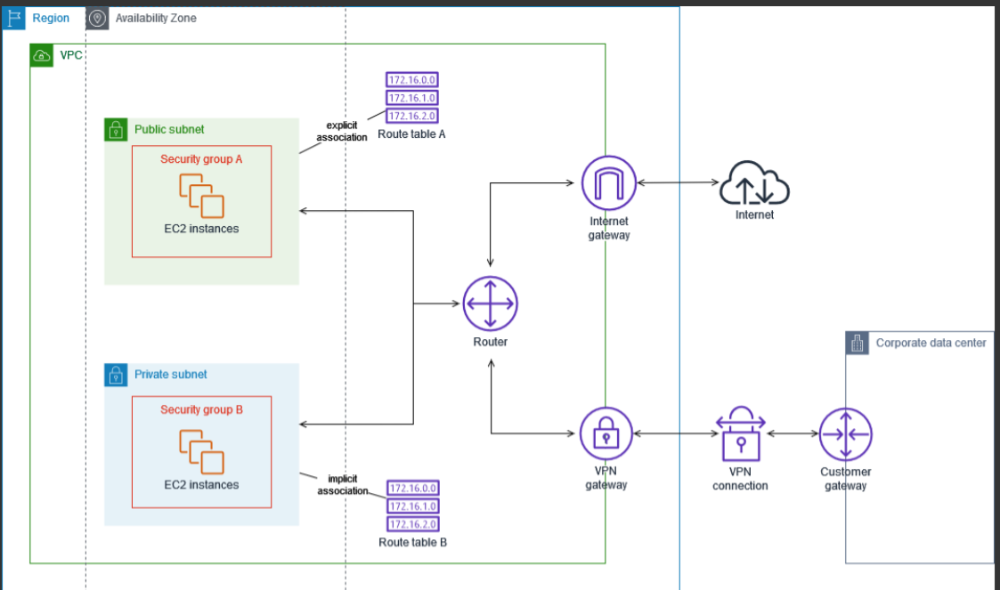 Region
Availability Zone
VPC
172.16.0.0
172.16.1.0
172.16.2.0
Route table A
explicit
association
Public subnet
Security group A
EC2 instances
Internet
gateway
Internet
Router
Corporate data center
Private subnet
Security group B
EC2 instances
VPN
gateway
VPN
connection
Customer
gateway
implicit
association
172.16.0.0
172.16.1.0
172.16.2.0
Route table B